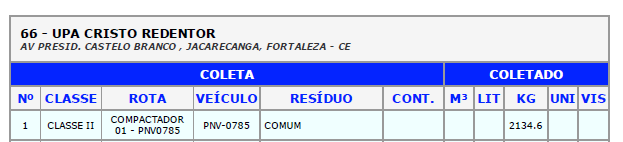 66 - UPA CRISTO REDENTOR
AV PRESID. CASTELO BRANCO , JACARECANGA, FORTALEZA - CE
COLETA COLETADO
Nº CLASSE ROTA VEÍCULO RESÍDUO CONT. M³ LIT KG UNI VIS
1 CLASSE II COMPACTADOR 01 - PNV0785 PNV-0785 COMUM 2134.6